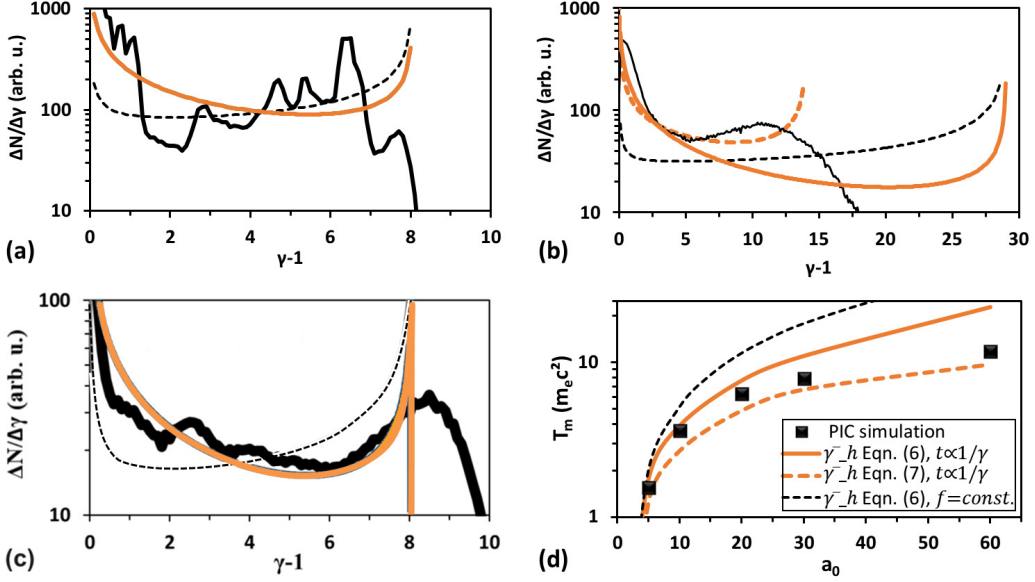 1000
100
10
ΔN/Δγ (arb. u.)
0 2 4 6 8 10
γ-1
(a)
1000
100
10
ΔN/Δγ (arb. u.)
0 5 10 15 20 25 30
γ-1
(b)
100
10
ΔN/Δγ (arb. u.)
0 2 4 6 8 10
γ-1
(c)
10
1
Tₘ (mₑc²)
0 10 20 30 40 50 60
a₀
(d)
PIC simulation
γ¯_h Eqn. (6), t∝1/γ
γ¯_h Eqn. (7), t∝1/γ
γ¯_h Eqn. (6), f=const.